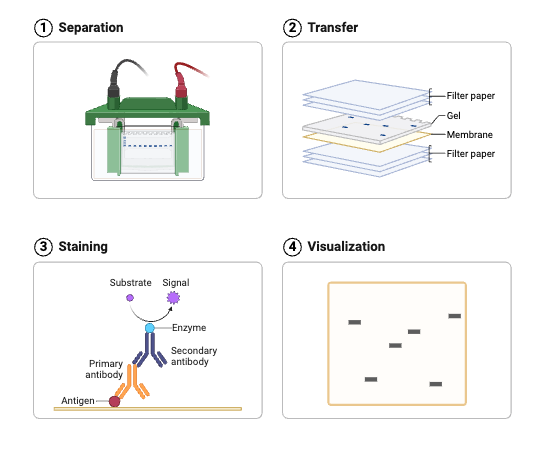 1 Separation
2 Transfer
Filter paper
Gel
Membrane
Filter paper
3 Staining
Substrate Signal
Enzyme
Secondary
antibody
Primary
antibody
Antigen
4 Visualization